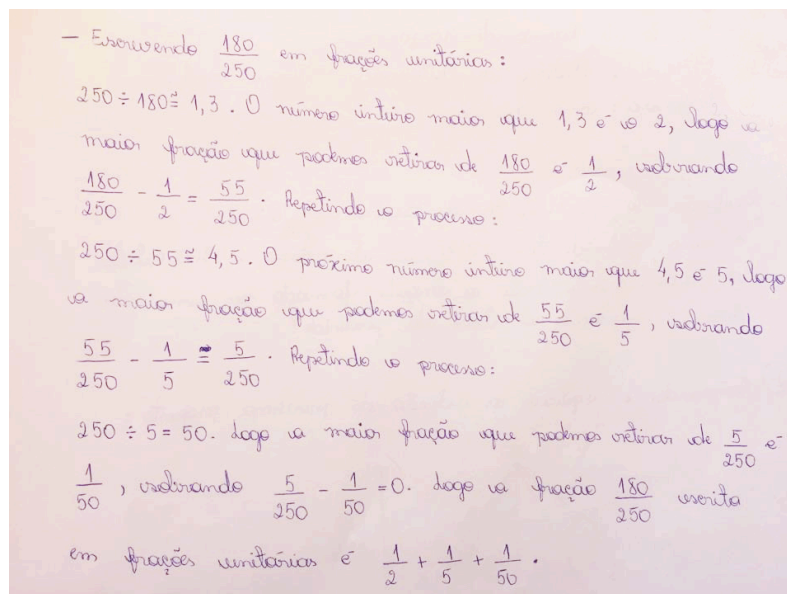 — Escrevendo 180/250 em frações unitárias:
250 ÷ 180 ≅ 1,3. O número inteiro maior que 1,3 é o 2, logo a
maior fração que podemos retirar de 180/250 é 1/2, sobrando
180/250 - 1/2 = 55/250. Repetindo o processo:
250 ÷ 55 ≅ 4,5. O próximo número inteiro maior que 4,5 é 5, logo
a maior fração que podemos retirar de 55/250 é 1/5, sobrando
55/250 - 1/5 = 5/250. Repetindo o processo:
250 ÷ 5 = 50. Logo a maior fração que podemos retirar de 5/250 é
1/50, sobrando 5/250 - 1/50 = 0. Logo a fração 180/250 escrita
em frações unitárias é 1/2 + 1/5 + 1/50.